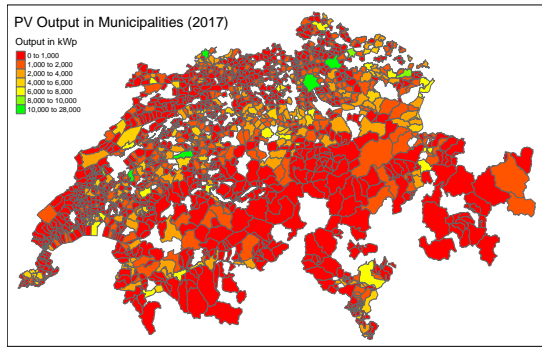 PV Output in Municipalities (2017)
Output in kWp
0 to 1,000
1,000 to 2,000
2,000 to 4,000
4,000 to 6,000
6,000 to 8,000
8,000 to 10,000
10,000 to 28,000